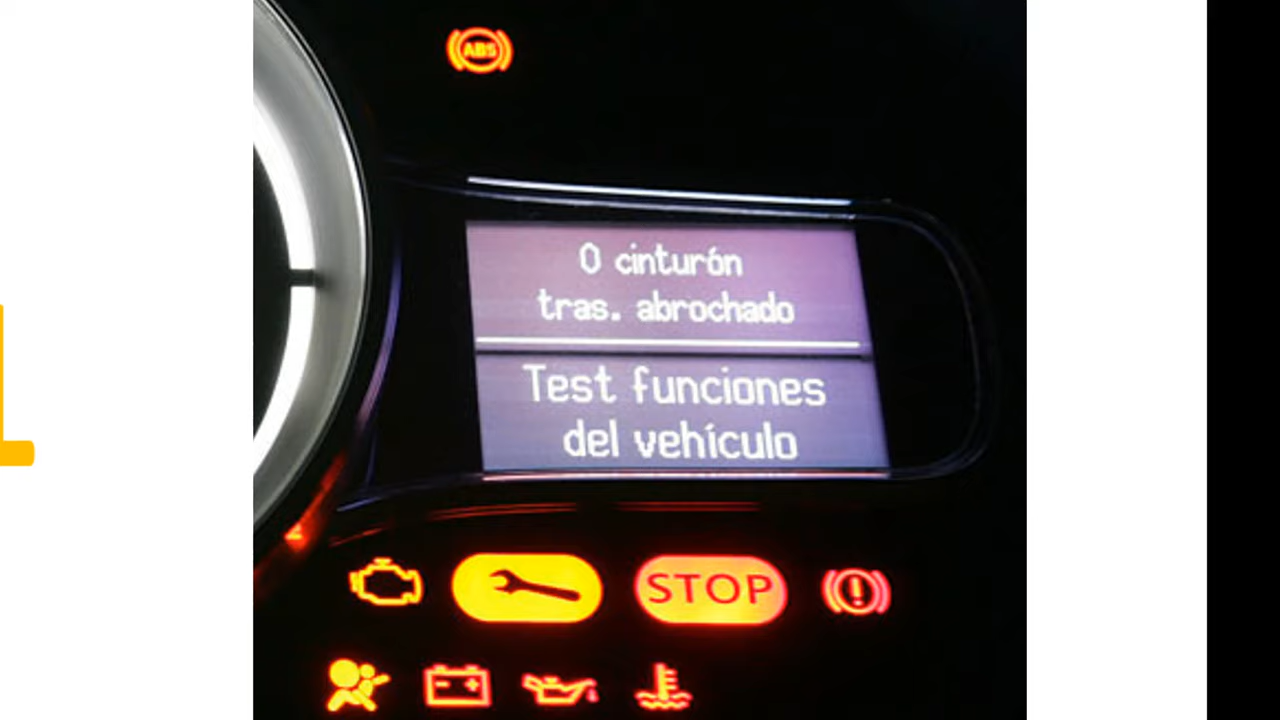 ABS
0 cinturón
tras. abrochado
Test funciones
del vehículo
STOP